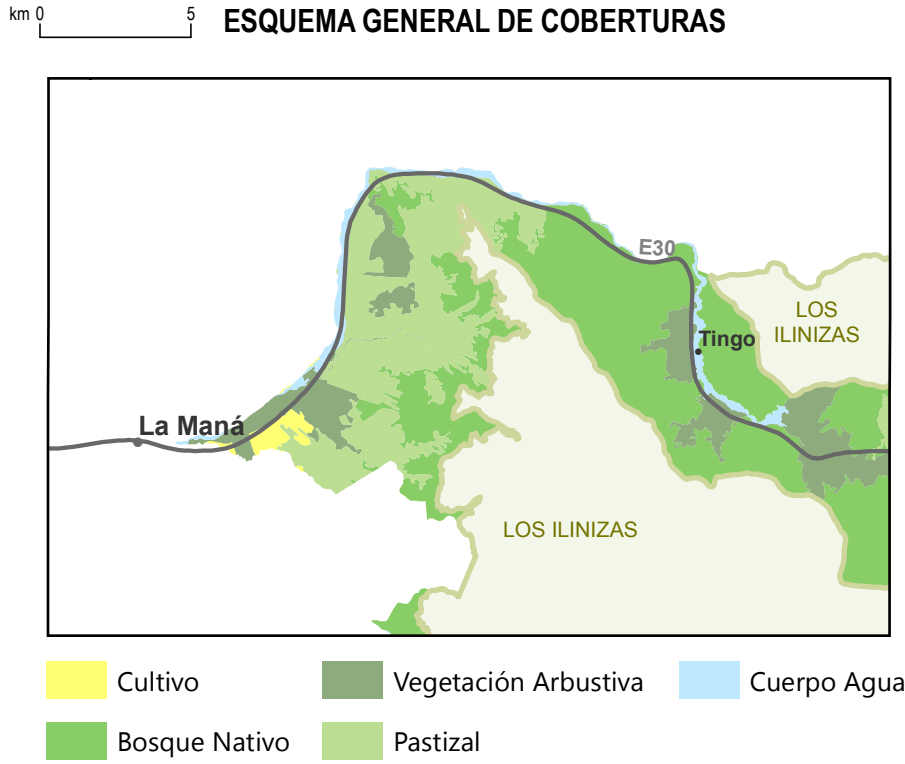 km 0 5
ESQUEMA GENERAL DE COBERTURAS
E30
LOS
ILINIZAS
Tingo
La Maná
LOS ILINIZAS
Cultivo
Vegetación Arbustiva
Cuerpo Agua
Bosque Nativo
Pastizal